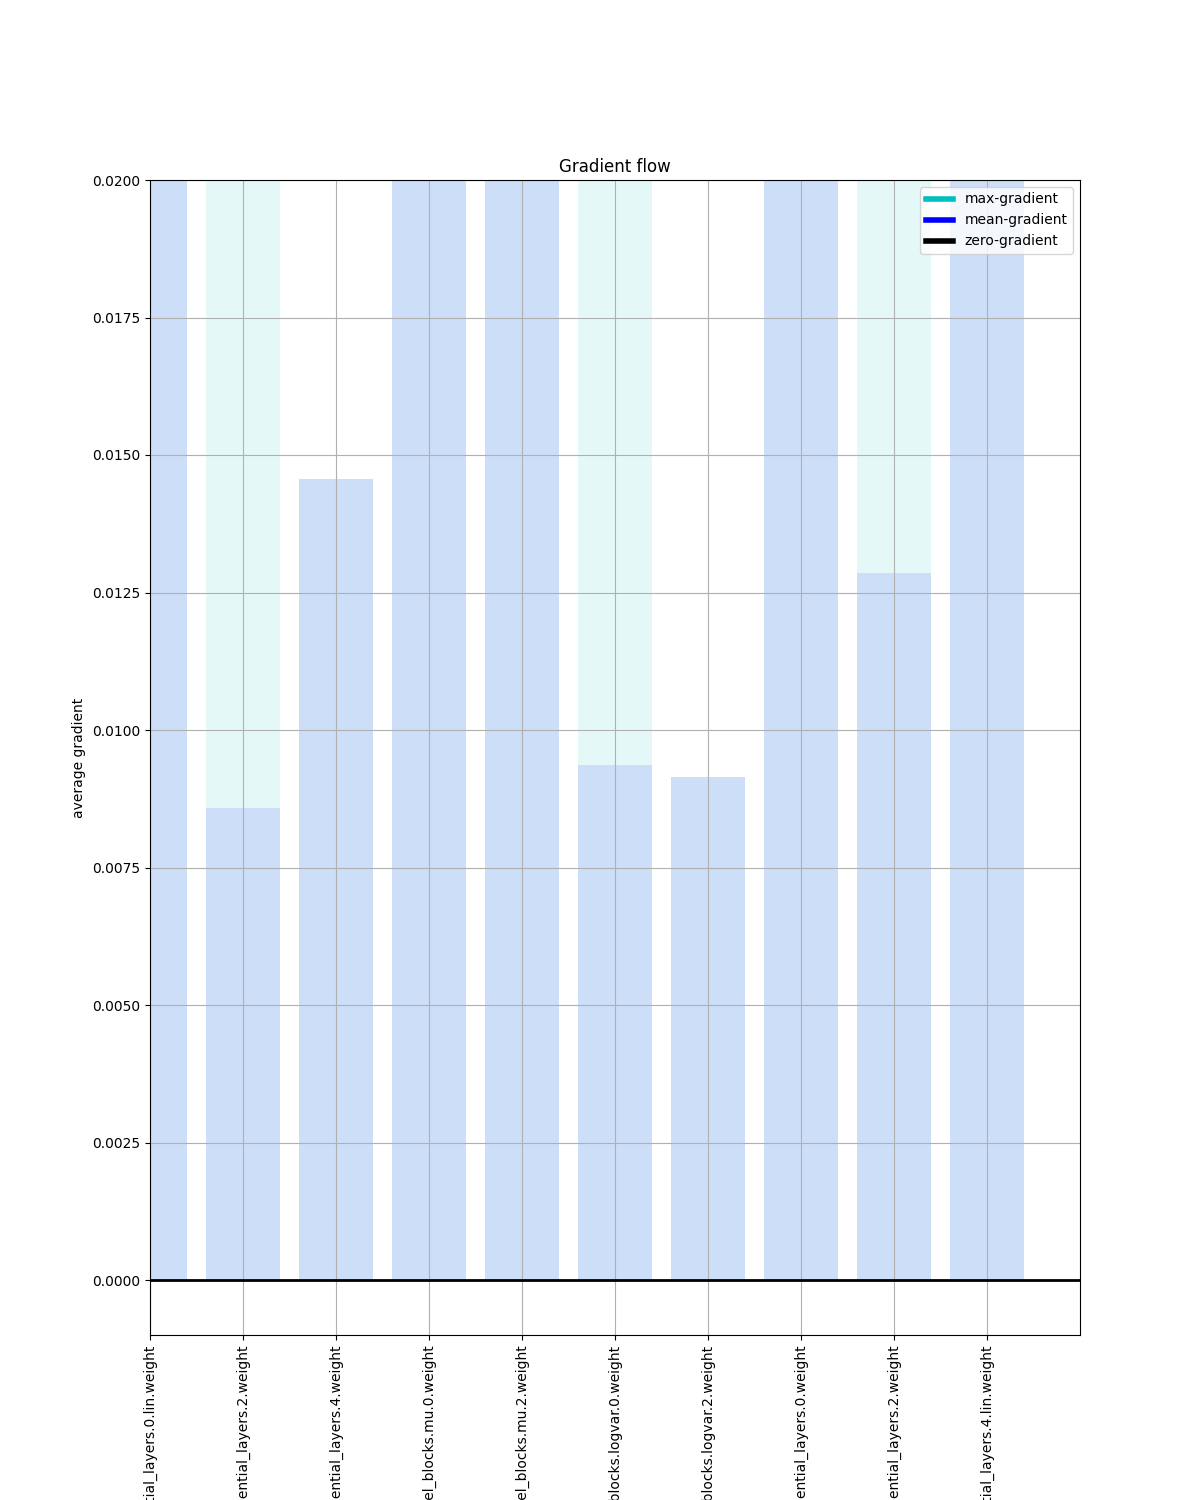 Gradient flow
max-gradient
mean-gradient
zero-gradient
0.0200
0.0175
0.0150
0.0125
0.0100
0.0075
0.0050
0.0025
0.0000
average gradient
tial_layers.0.lin.weight
ential_layers.2.weight
ential_layers.4.weight
el_blocks.mu.0.weight
el_blocks.mu.2.weight
blocks.logvar.0.weight
blocks.logvar.2.weight
ential_layers.0.weight
ential_layers.2.weight
tial_layers.4.lin.weight